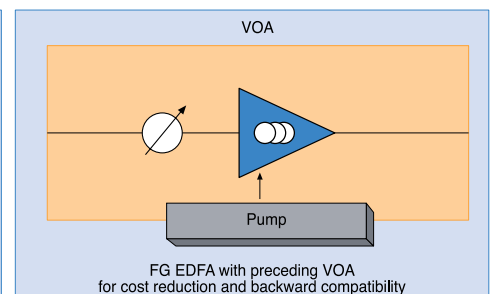 VOA
Pump
FG EDFA with preceding VOA
for cost reduction and backward compatibility